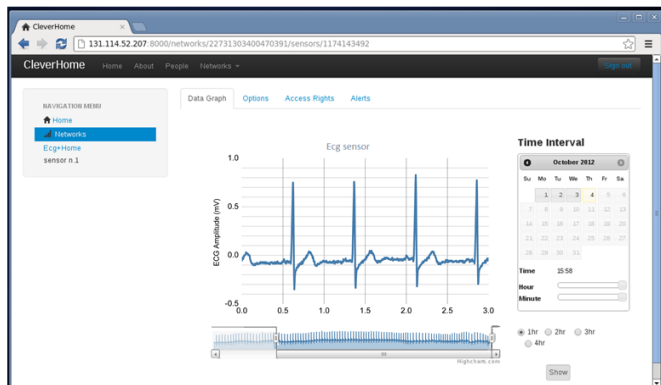 CleverHome
131.114.52.207:8000/networks/22731303400470391/sensors/1174143492
CleverHome Home About People Networks Sign out
NAVIGATION MENU
Home
Networks
Ecg+Home
sensor n.1
Data Graph Options Access Rights Alerts
Ecg sensor
ECG Amplitude (mV)
1.0
0.5
0.0
-0.5
0.0 0.5 1.0 1.5 2.0 2.5 3.0
Highcharts.com
Time Interval
October 2012
Su Mo Tu We Th Fr Sa
1 2 3 4 5 6
7 8 9 10 11 12 13
14 15 16 17 18 19 20
21 22 23 24 25 26 27
28 29 30 31
Time 15:58
Hour
Minute
1hr 2hr 3hr
4hr
Show